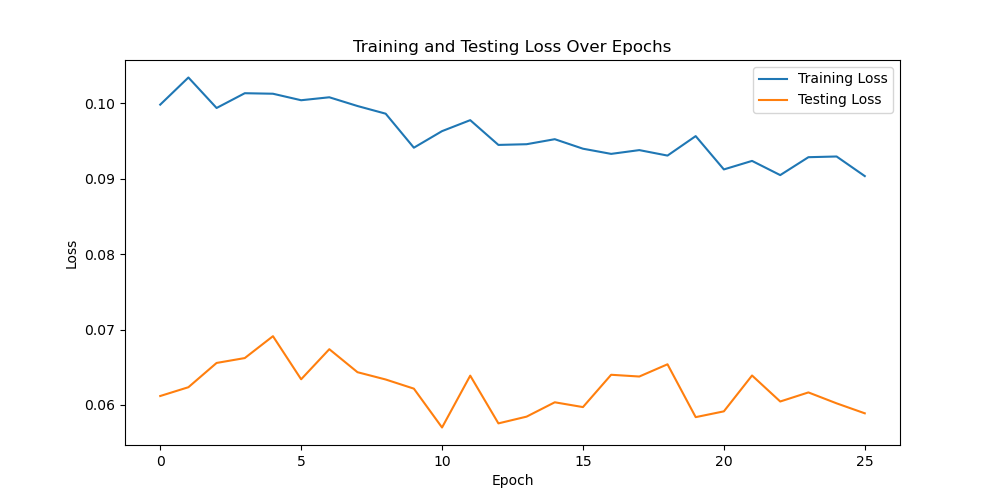 Training and Testing Loss Over Epochs
Training Loss
Testing Loss
0.10
0.09
0.08
0.07
0.06
Loss
0 5 10 15 20 25
Epoch